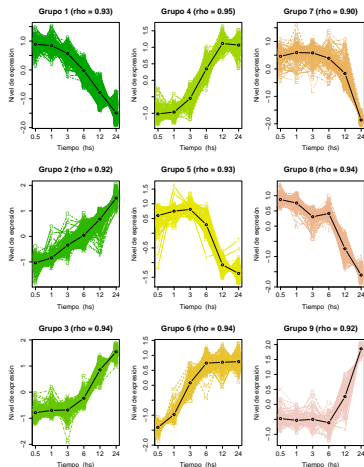 Grupo 1 (rho = 0.93)
Nivel de expresión
-2.0 -1.0 0.0 1.0
0.5 1 3 6 12 24
Tiempo (hs)
Grupo 4 (rho = 0.95)
Nivel de expresión
-1.0 0.0 0.5 1.0 1.5
0.5 1 3 6 12 24
Tiempo (hs)
Grupo 7 (rho = 0.90)
Nivel de expresión
-2.0 -1.0 0.0 1.0
0.5 1 3 6 12 24
Tiempo (hs)
Grupo 2 (rho = 0.92)
Nivel de expresión
-1 0 1 2
0.5 1 3 6 12 24
Tiempo (hs)
Grupo 5 (rho = 0.93)
Nivel de expresión
-1.5 -0.5 0.5 1.5
0.5 1 3 6 12 24
Tiempo (hs)
Grupo 8 (rho = 0.94)
Nivel de expresión
-2.0 -1.0 0.0 1.0
0.5 1 3 6 12 24
Tiempo (hs)
Grupo 3 (rho = 0.94)
Nivel de expresión
-2 -1 0 1 2
0.5 1 3 6 12 24
Tiempo (hs)
Grupo 6 (rho = 0.94)
Nivel de expresión
-2.0 -1.0 0.0 1.0
0.5 1 3 6 12 24
Tiempo (hs)
Grupo 9 (rho = 0.92)
Nivel de expresión
-1 0 1 2
0.5 1 3 6 12 24
Tiempo (hs)